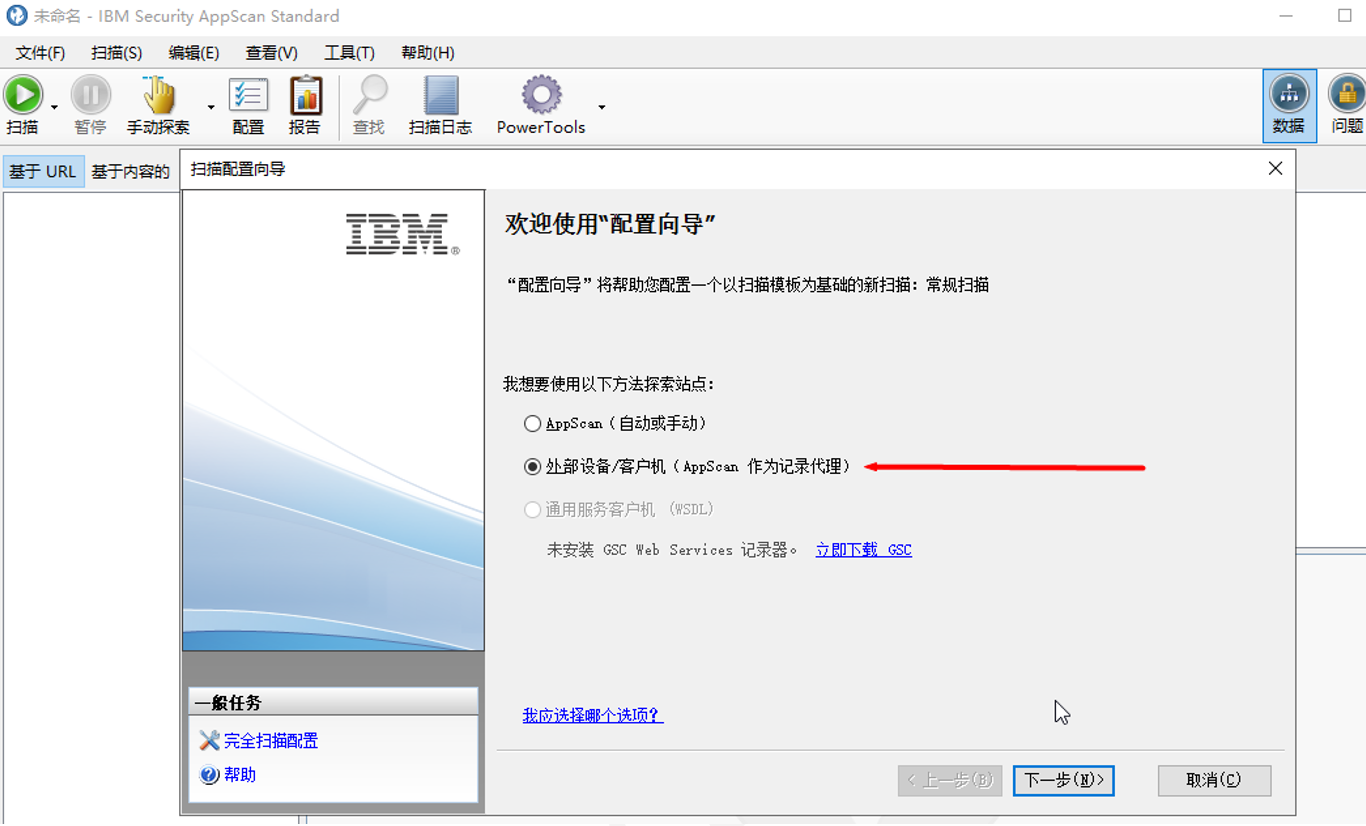 未命名 - IBM Security AppScan Standard
文件(F) 扫描(S) 编辑(E) 查看(V) 工具(T) 帮助(H)
扫描 暂停 手动探索 配置 报告 查找 扫描日志 PowerTools 数据 问题
基于 URL 基于内容的
扫描配置向导
IBM®
欢迎使用“配置向导”
“配置向导”将帮助您配置一个以扫描模板为基础的新扫描：常规扫描
我想要使用以下方法探索站点：
AppScan（自动或手动）
外部设备/客户机（AppScan 作为记录代理）
通用服务客户机 （WSDL）
未安装 GSC Web Services 记录器。 立即下载 GSC
我应选择哪个选项？
一般任务
完全扫描配置
帮助
< 上一步(B) 下一步(N)> 取消(C)